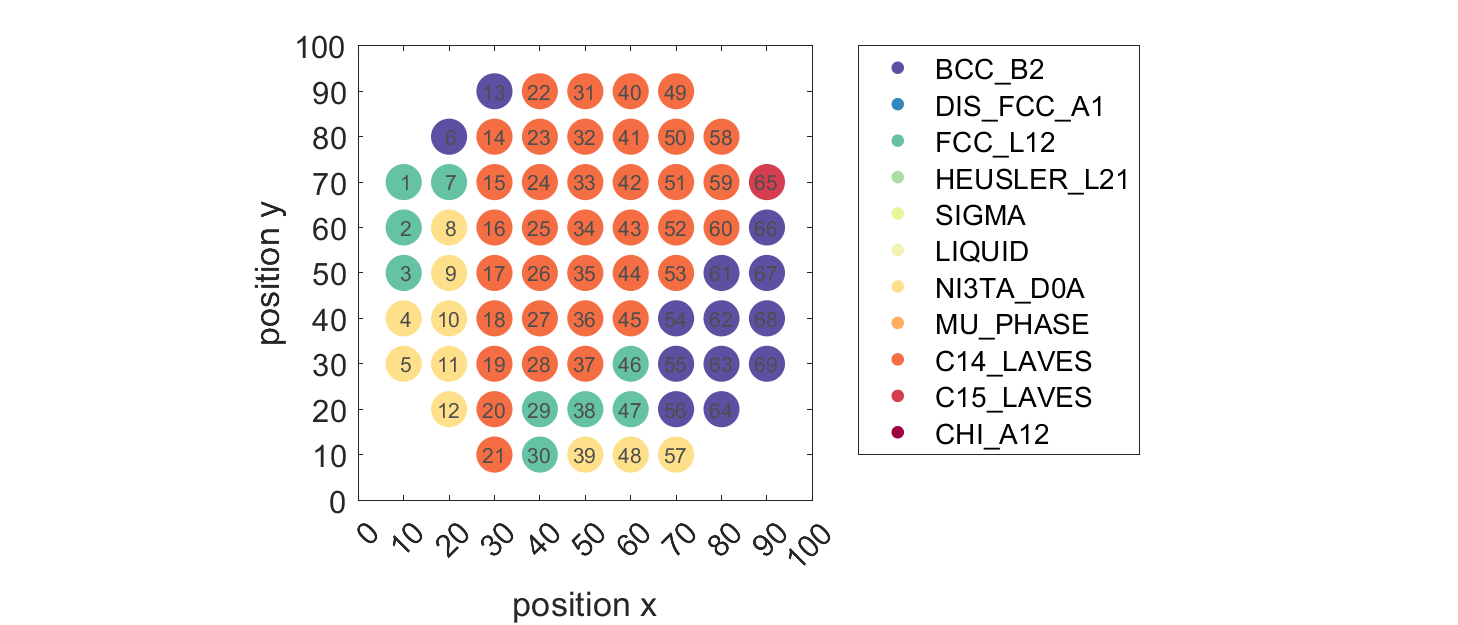 100
90
80
70
60
50
40
30
20
10
0
13 22 31 40 49
6 14 23 32 41 50 58
1 7 15 24 33 42 51 59 65
2 8 16 25 34 43 52 60 66
3 9 17 26 35 44 53 61 67
4 10 18 27 36 45 54 62 68
5 11 19 28 37 46 55 63 69
12 20 29 38 47 56 64
21 30 39 48 57
0 10 20 30 40 50 60 70 80 90 100
position x
position y
BCC_B2
DIS_FCC_A1
FCC_L12
HEUSLER_L21
SIGMA
LIQUID
NI3TA_D0A
MU_PHASE
C14_LAVES
C15_LAVES
CHI_A12